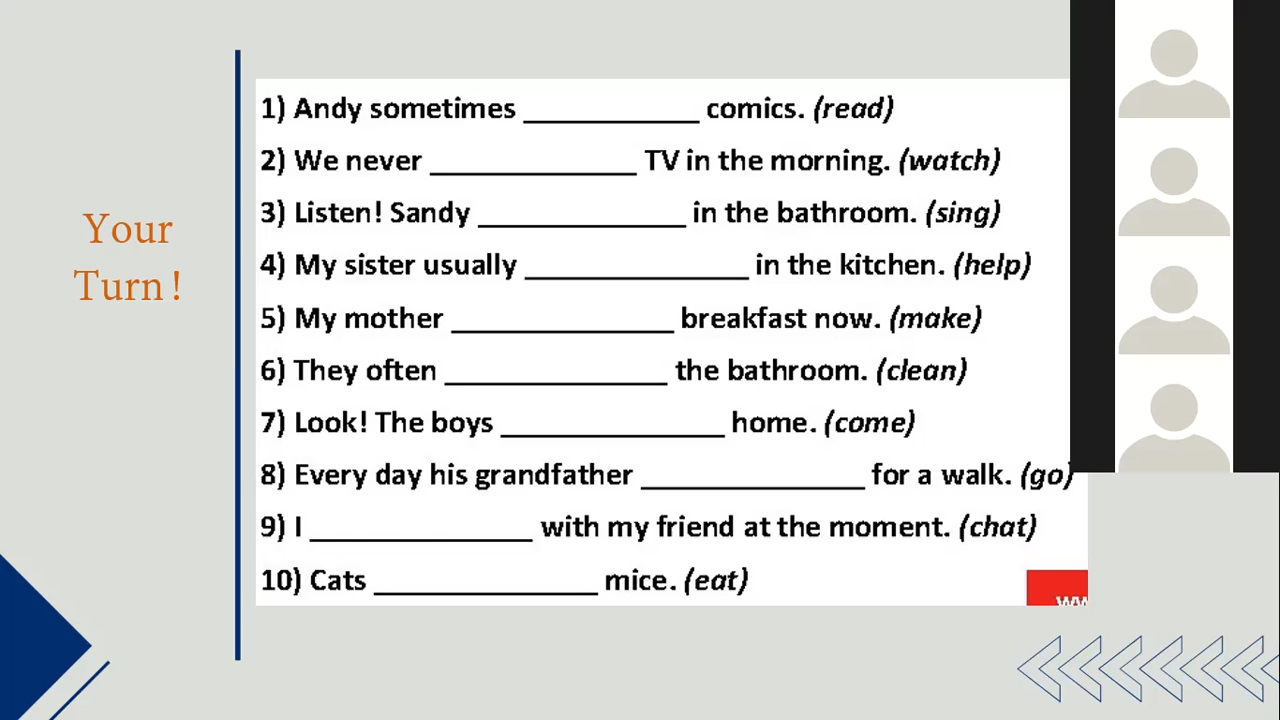 Your
Turn!
1) Andy sometimes ____________ comics. (read)
2) We never ______________ TV in the morning. (watch)
3) Listen! Sandy ______________ in the bathroom. (sing)
4) My sister usually _______________ in the kitchen. (help)
5) My mother _______________ breakfast now. (make)
6) They often _______________ the bathroom. (clean)
7) Look! The boys _______________ home. (come)
8) Every day his grandfather _______________ for a walk. (go)
9) I _______________ with my friend at the moment. (chat)
10) Cats _______________ mice. (eat)